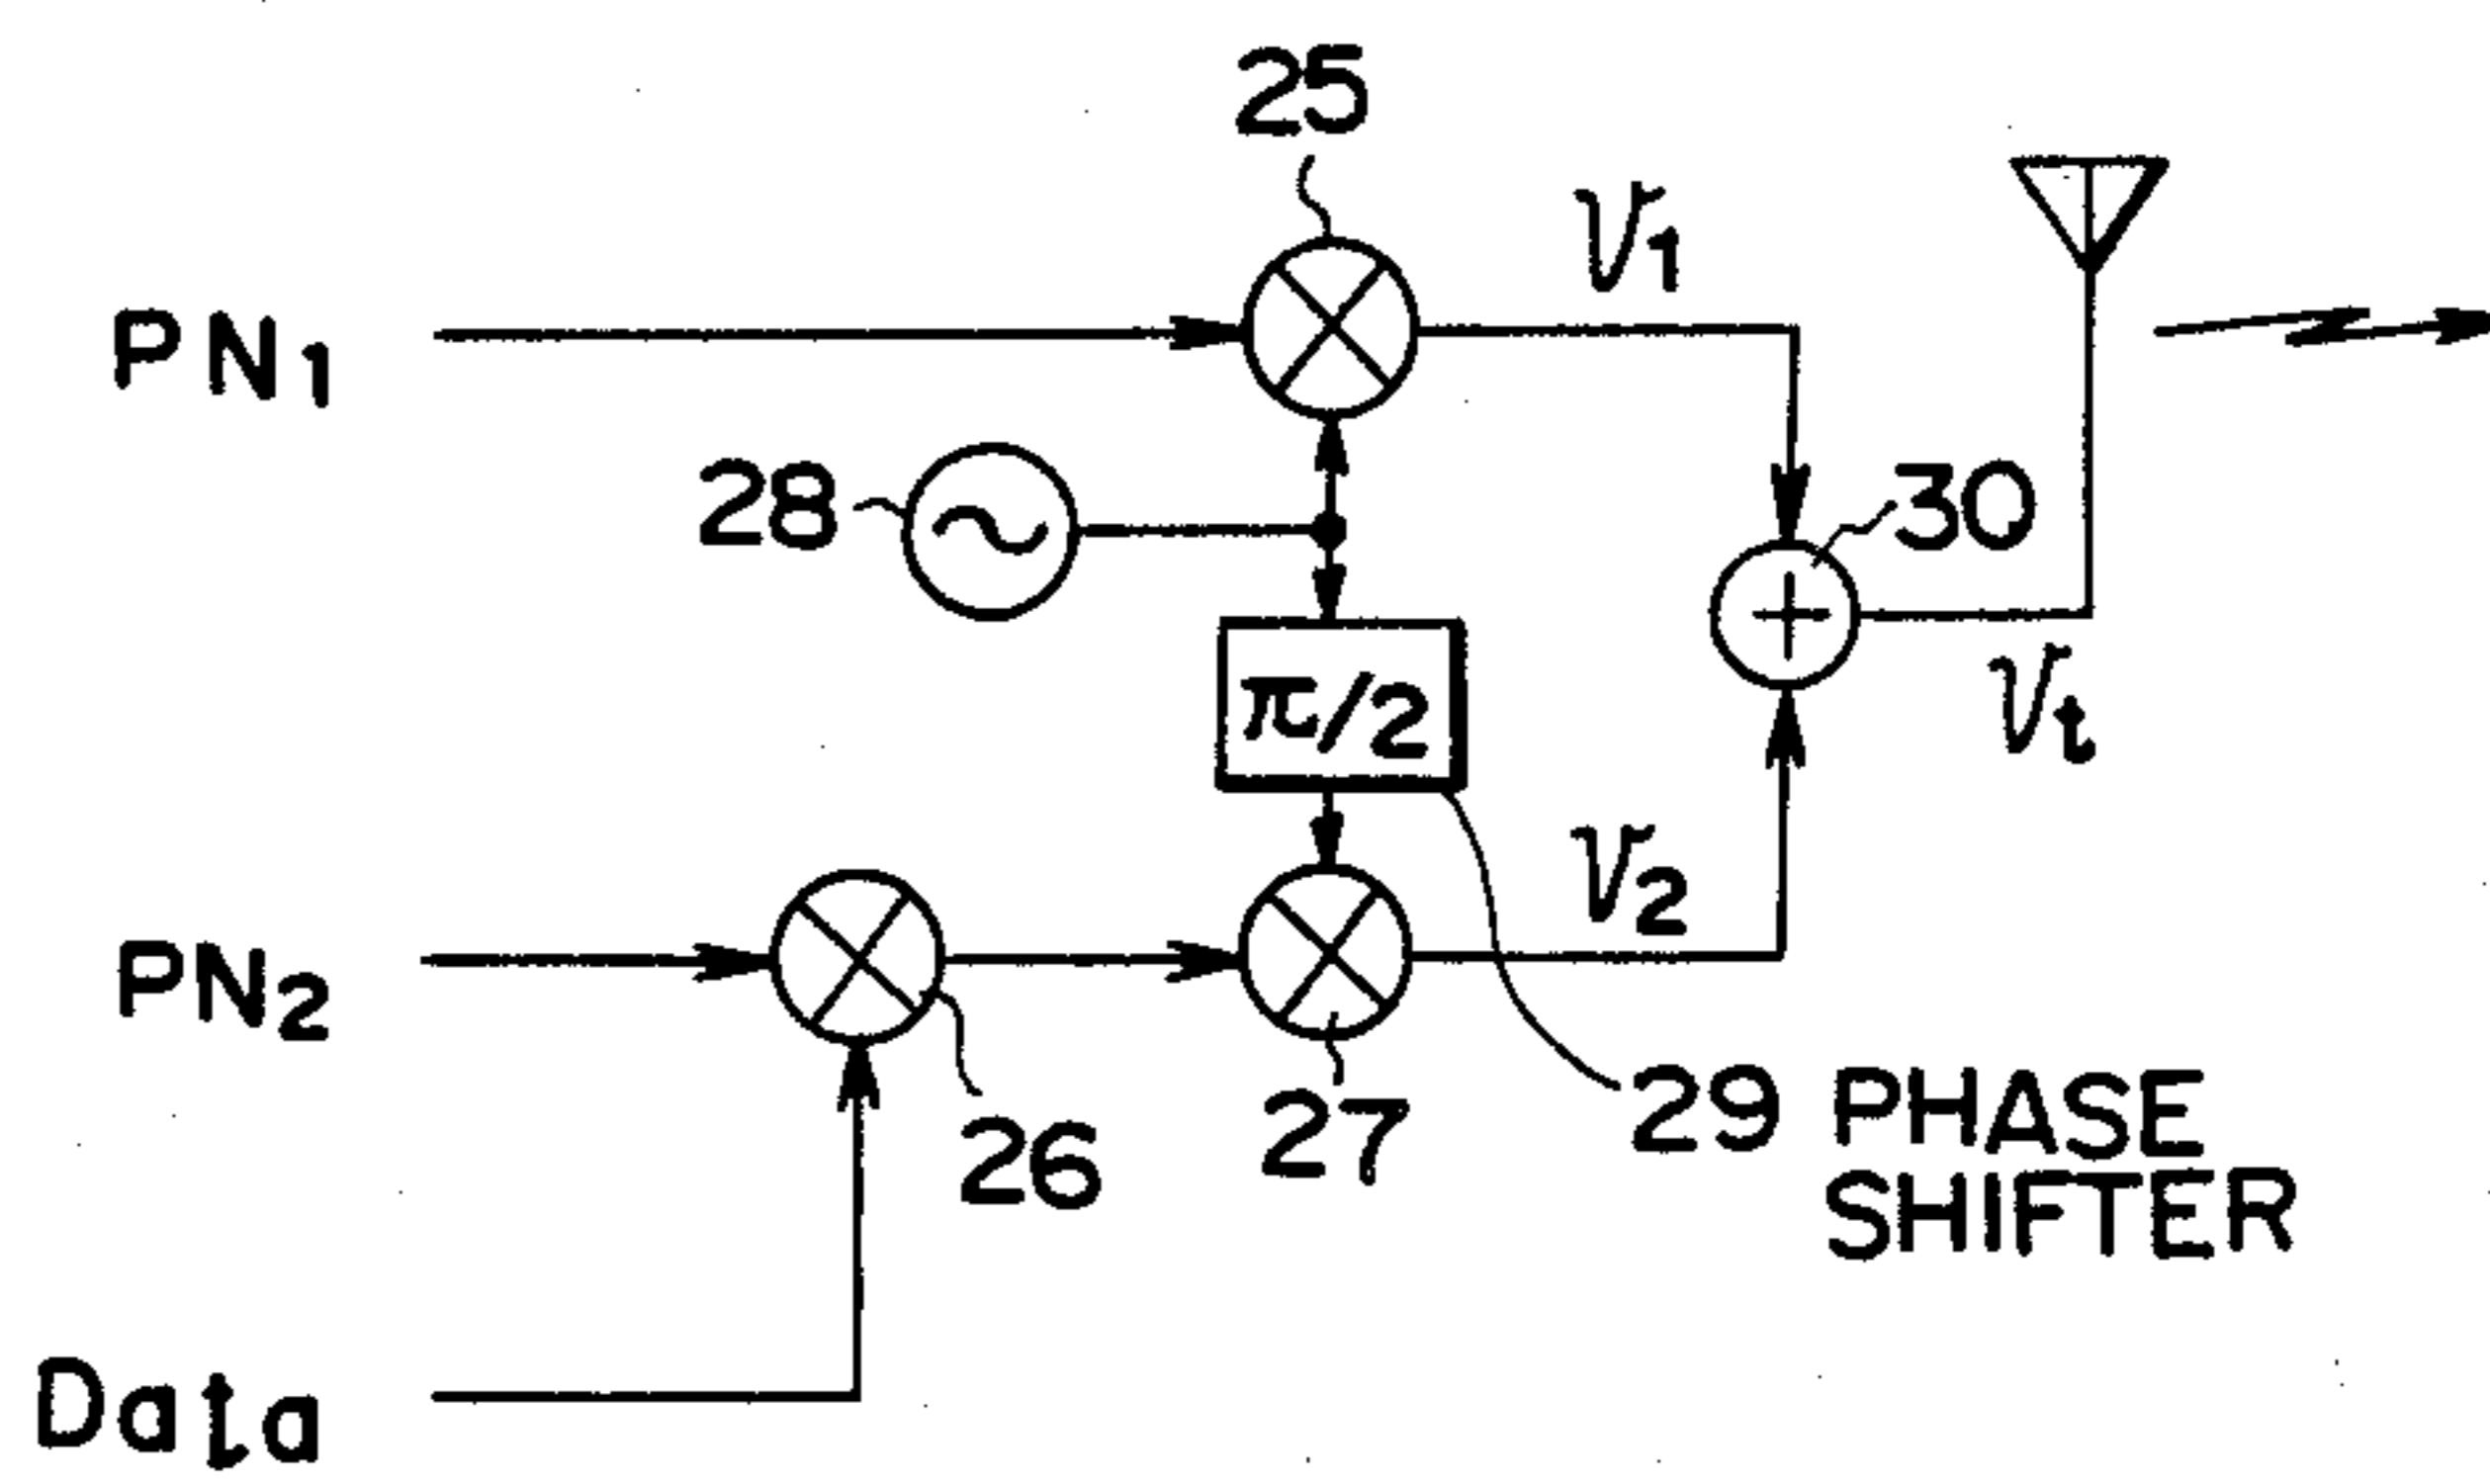 25
V1
PN1
28
30
π/2
Vt
V2
PN2
26
27
29 PHASE
SHIFTER
Data